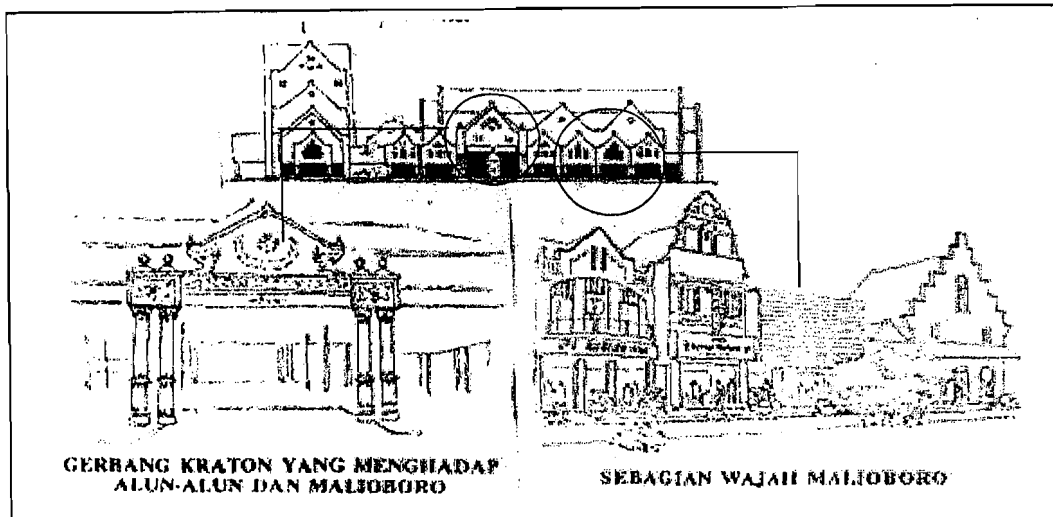 GERBANG KRATON YANG MENGHADAP
ALUN-ALUN DAN MALIOBORO
SEBAGIAN WAJAH MALIOBORO